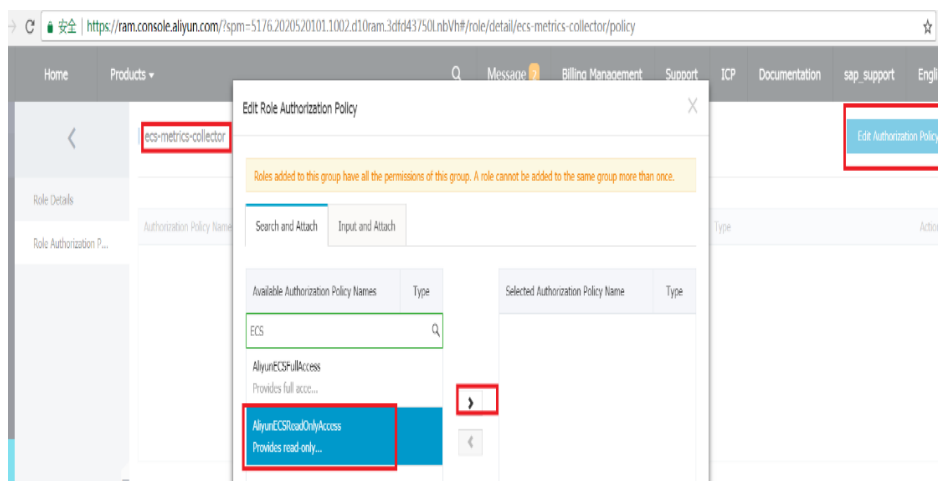 安全 | https://ram.console.aliyun.com/?spm=5176.2020520101.1002.d10ram.3dfd43750LnbVh#/role/detail/ecs-metrics-collector/policy
Home Products Message Billing Management Support ICP Documentation sap_support Engli
Edit Role Authorization Policy
ecs-metrics-collector
Edit Authorization Policy
Roles added to this group have all the permissions of this group. A role cannot be added to the same group more than once.
Role Details
Search and Attach Input and Attach
Authorization Policy Name Type Action
Role Authorization P...
Available Authorization Policy Names Type Selected Authorization Policy Name Type
ECS
AliyunECSFullAccess
Provides full acce...
AliyunECSReadOnlyAccess
Provides read-only...